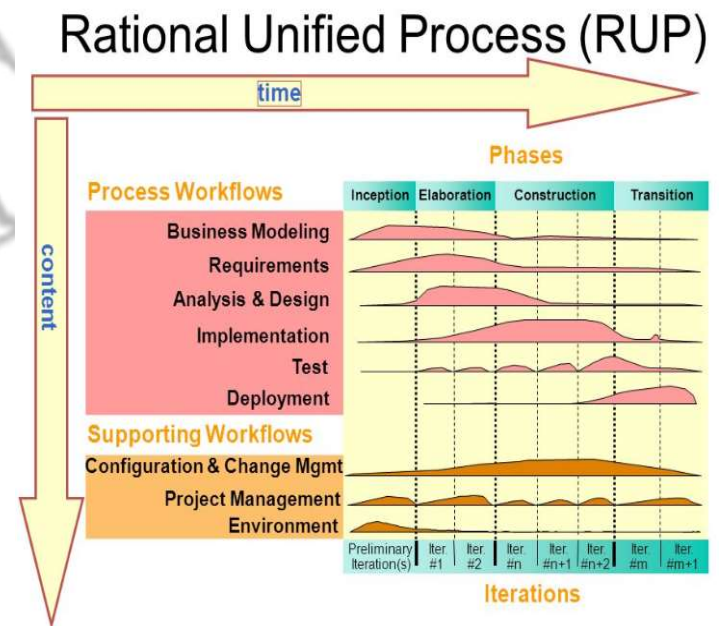 Rational Unified Process (RUP)
time
content
Phases
Process Workflows
Inception Elaboration Construction Transition
Business Modeling
Requirements
Analysis & Design
Implementation
Test
Deployment
Supporting Workflows
Configuration & Change Mgmt
Project Management
Environment
Preliminary Iteration(s) Iter. #1 Iter. #2 Iter. #n Iter. #n+1 Iter. #n+2 Iter. #m Iter. #m+1
Iterations